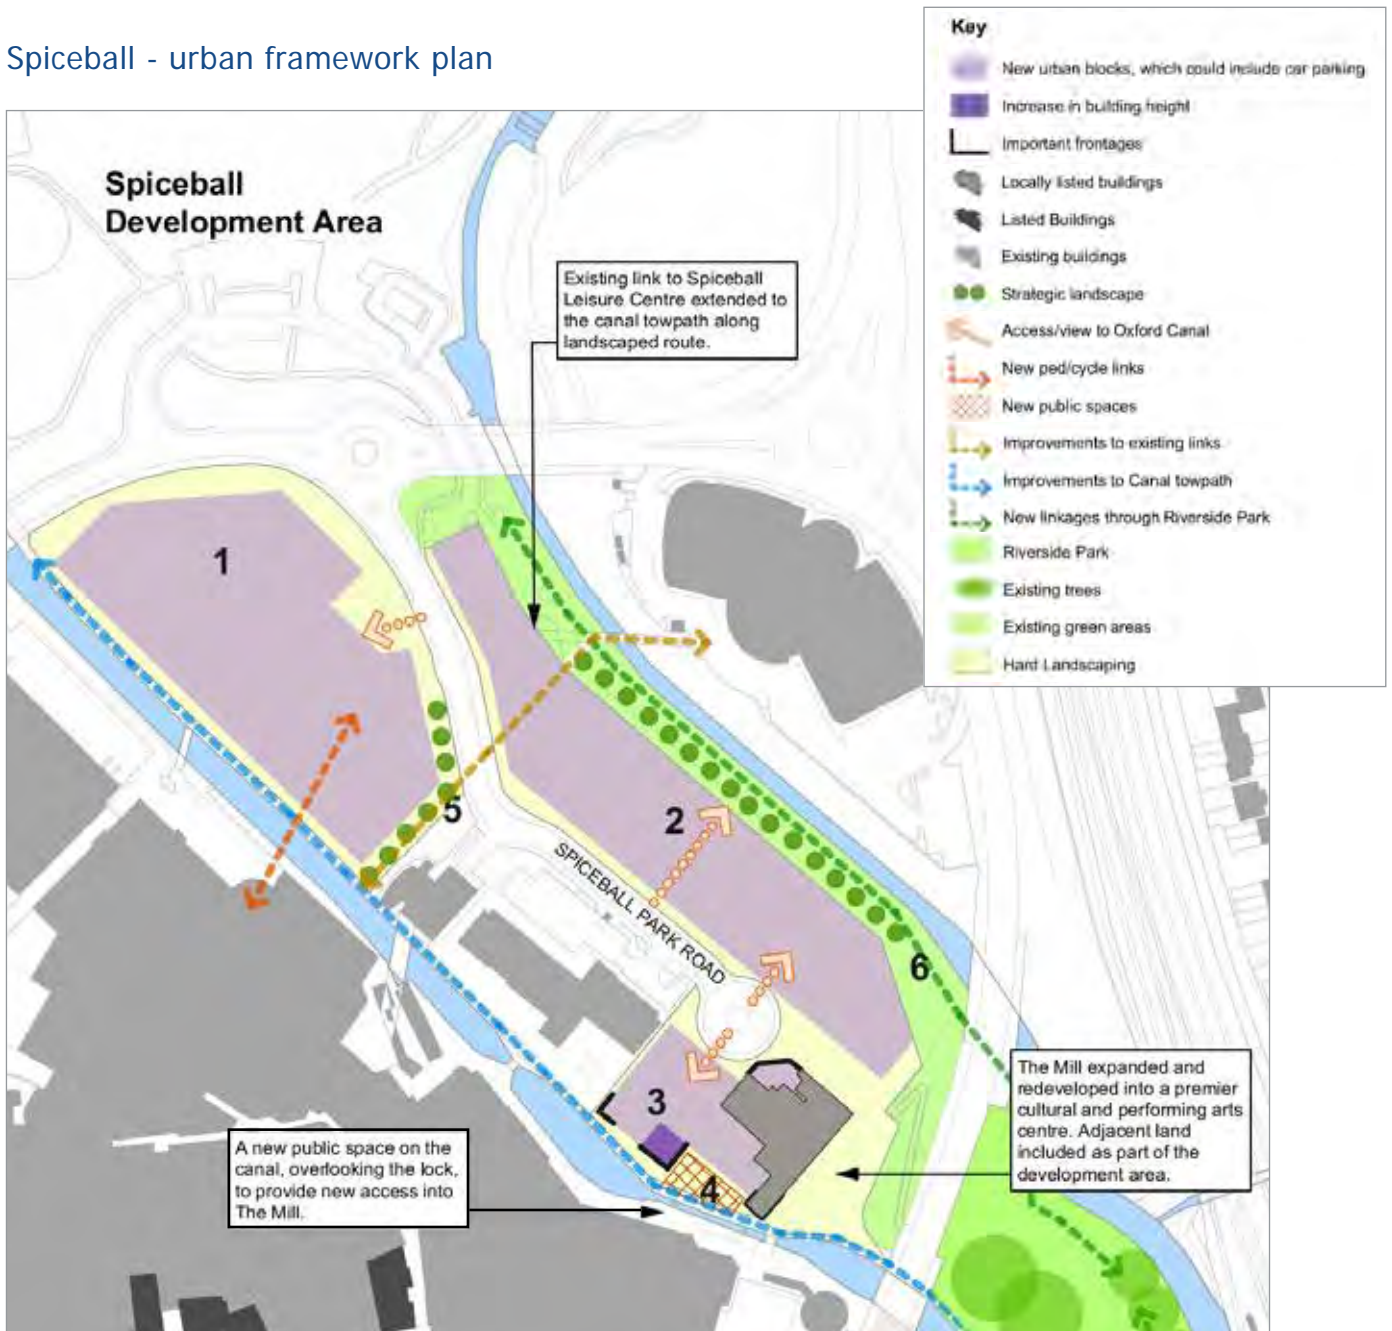 Spiceball - urban framework plan
Key
New urban blocks, which could include car parking
Increase in building height
Important frontages
Locally listed buildings
Listed Buildings
Existing buildings
Strategic landscape
Access/view to Oxford Canal
New ped/cycle links
New public spaces
Improvements to existing links
Improvements to Canal towpath
New linkages through Riverside Park
Riverside Park
Existing trees
Existing green areas
Hard Landscaping
Spiceball
Development Area
Existing link to Spiceball
Leisure Centre extended to
the canal towpath along
landscaped route.
1
5
2
SPICEBALL PARK ROAD
6
3
4
The Mill expanded and
redeveloped into a premier
cultural and performing arts
centre. Adjacent land
included as part of the
development area.
A new public space on the
canal, overlooking the lock,
to provide new access into
The Mill.